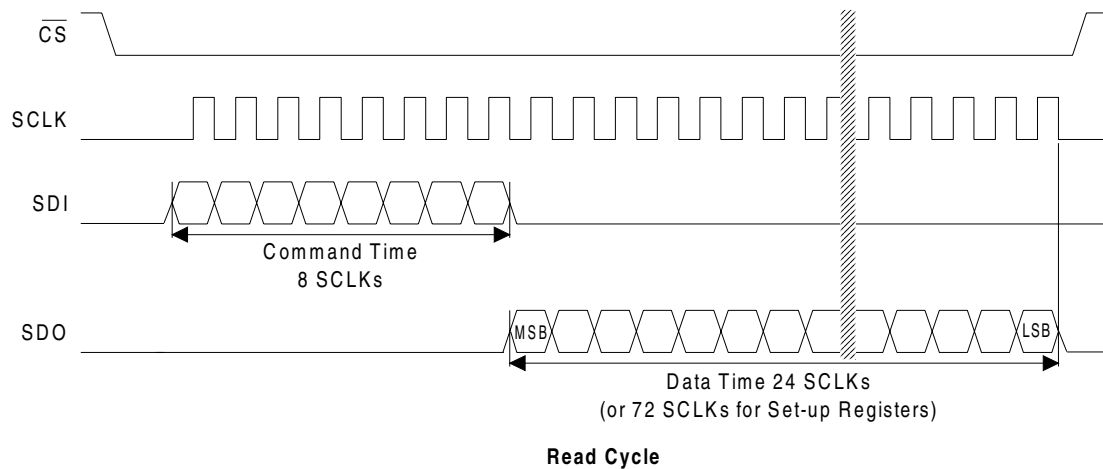 CS
SCLK
SDI
Command Time
8 SCLKs
SDO
MSB
LSB
Data Time 24 SCLKs
(or 72 SCLKs for Set-up Registers)
Read Cycle